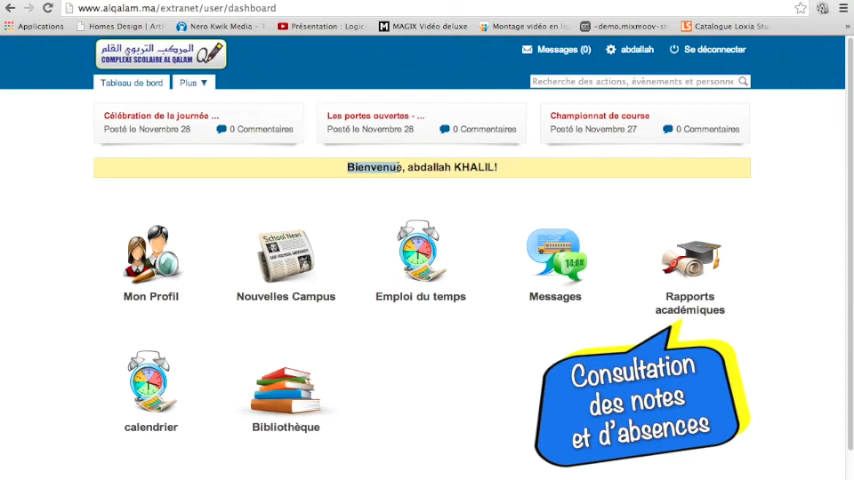 www.alqalam.ma/extranet/user/dashboard
Applications
Homes Design | Art
Nero Kwik Media -
Présentation : Logic
MAGIX Vidéo deluxe
Montage vidéo en
-demo.mixmoov-st
Catalogue Loxia
المركب التربوي القلم
COMPLEXE SCOLAIRE AL QALAM
Messages (0)
abdallah
Se déconnecter
Tableau de bord
Plus ▼
Recherche des actions, évènements et personne
Célébration de la journée ...
Posté le Novembre 28
0 Commentaires
Les portes ouvertes - ...
Posté le Novembre 28
0 Commentaires
Championnat de course
Posté le Novembre 27
0 Commentaires
Bienvenue, abdallah KHALIL!
School News
14:08
Mon Profil
Nouvelles Campus
Emploi du temps
Messages
Rapports
académiques
Consultation
des notes
et d'absences
calendrier
Bibliothèque